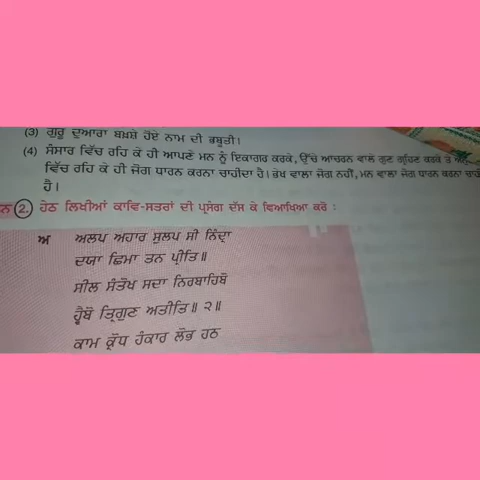 (3) ਗੁਰੂ ਦੁਆਰਾ ਬਖ਼ਸ਼ੇ ਹੋਏ ਨਾਮ ਦੀ ਭਬੂਤੀ।
(4) ਸੰਸਾਰ ਵਿੱਚ ਰਹਿ ਕੇ ਹੀ ਆਪਣੇ ਮਨ ਨੂੰ ਇਕਾਗਰ ਕਰਕੇ, ਉੱਚੇ ਆਚਰਨ ਵਾਲੇ ਗੁਣ ਗ੍ਰਹਿਣ ਕਰਕੇ ਤੇ
ਵਿੱਚ ਰਹਿ ਕੇ ਹੀ ਜੋਗ ਧਾਰਨ ਕਰਨਾ ਚਾਹੀਦਾ ਹੈ। ਭੇਖ ਵਾਲਾ ਜੋਗ ਨਹੀਂ, ਮਨ ਵਾਲਾ ਜੋਗ ਧਾਰਨ ਕਰਨਾ
ਹੈ।
ਨ 2. ਹੇਠ ਲਿਖੀਆਂ ਕਾਵਿ-ਸਤਰਾਂ ਦੀ ਪ੍ਰਸੰਗ ਦੱਸ ਕੇ ਵਿਆਖਿਆ ਕਰੋ :
ਅ ਅਲਪ ਅਹਾਰ ਸੁਲਪ ਸੀ ਨਿੰਦ੍ਰਾ
ਦਯਾ ਛਿਮਾ ਤਨ ਪ੍ਰੀਤਿ॥
ਸੀਲ ਸੰਤੋਖ ਸਦਾ ਨਿਰਬਾਹਿਬੋ
ਹ੍ਵੈਬੋ ਤ੍ਰਿਗੁਣ ਅਤੀਤਿ॥ ੨॥
ਕਾਮ ਕ੍ਰੋਧ ਹੰਕਾਰ ਲੋਭ ਹਠ